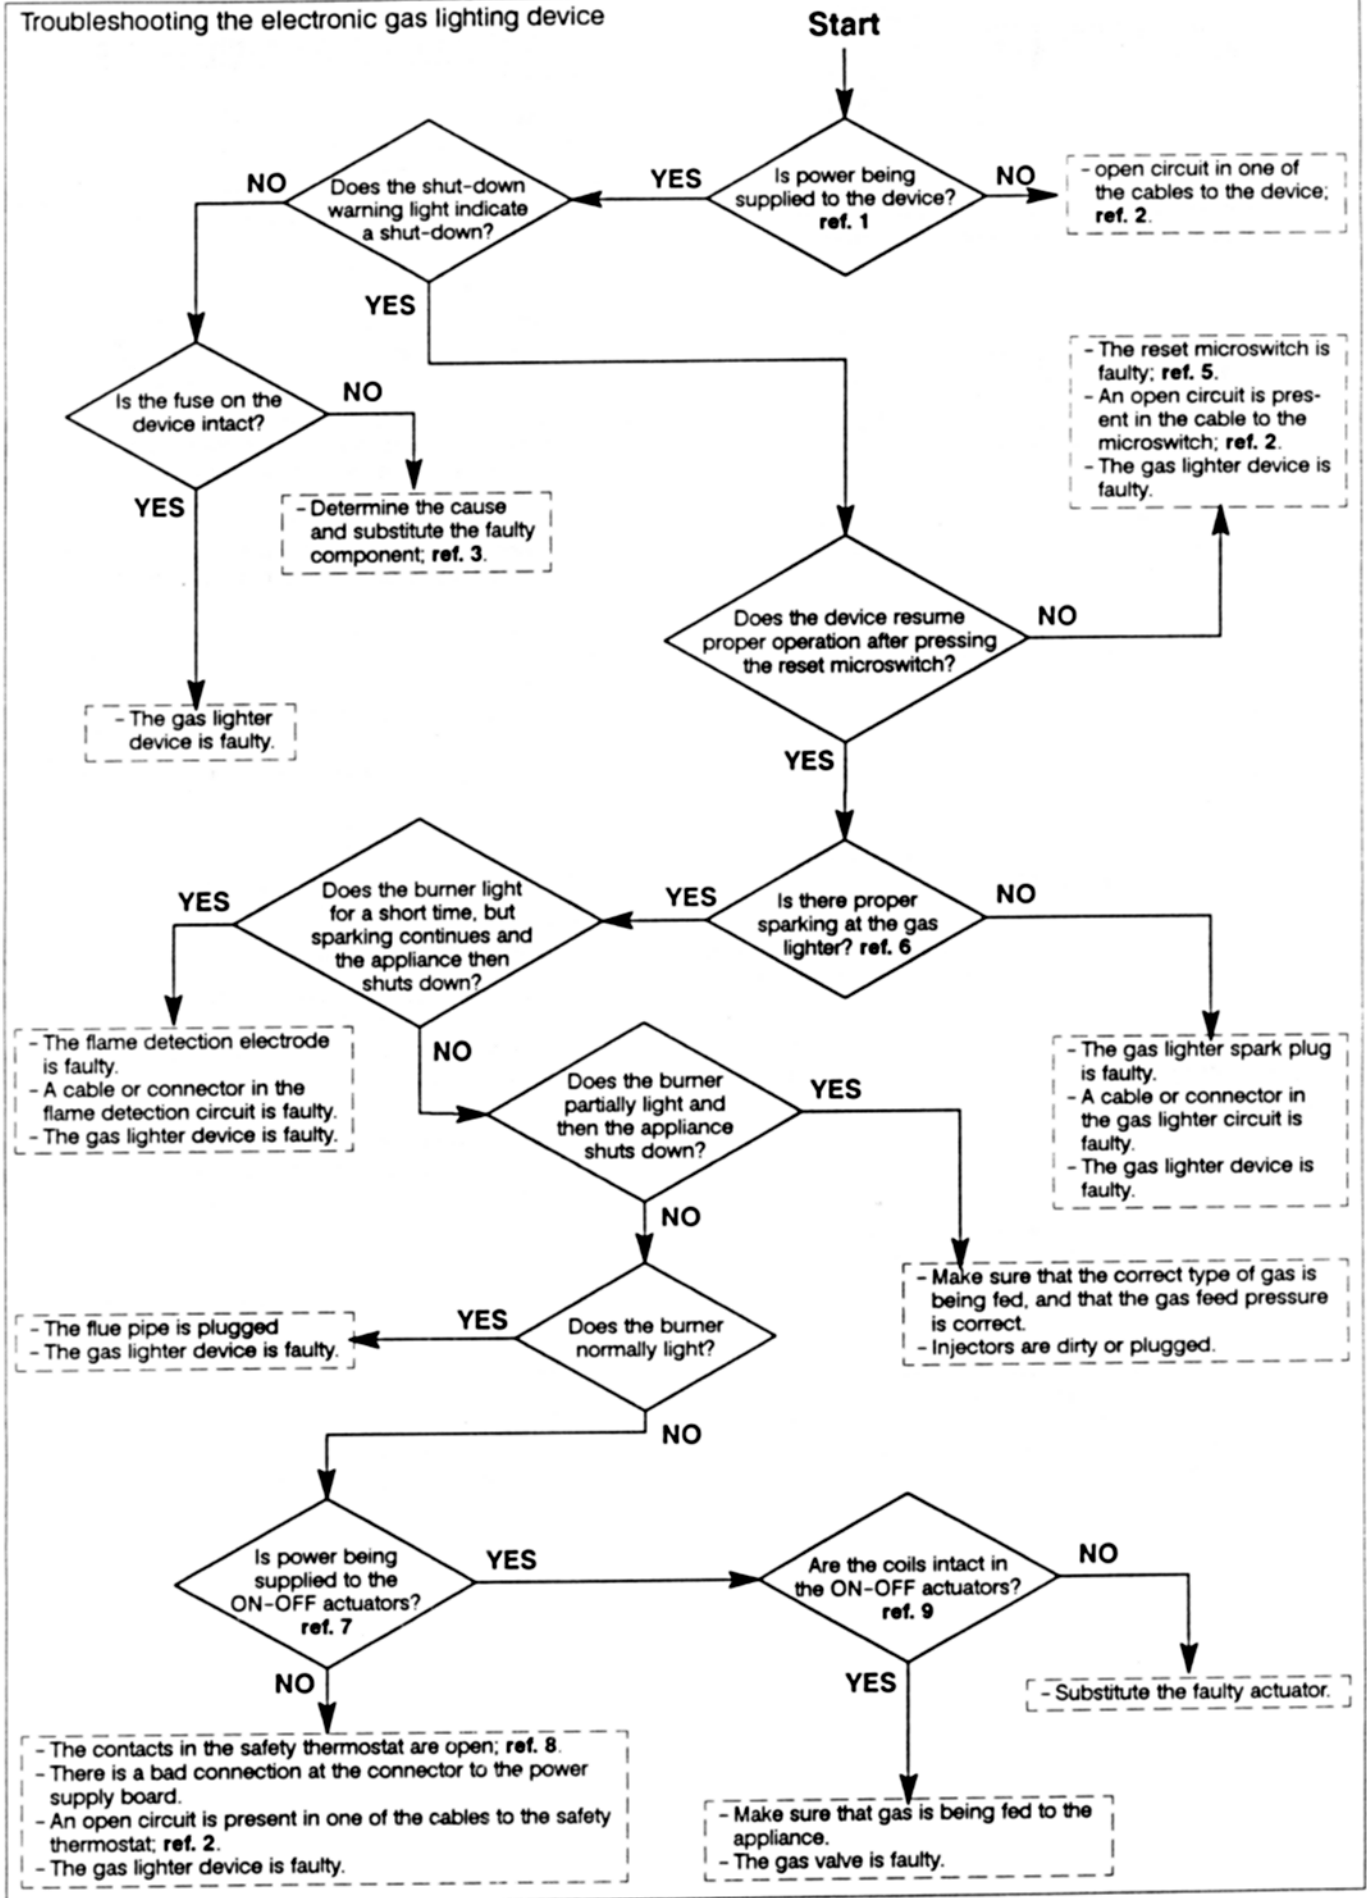 Troubleshooting the electronic gas lighting device
Start
Is power being
supplied to the device?
ref. 1
YES
NO
- open circuit in one of
the cables to the device;
ref. 2.
Does the shut-down
warning light indicate
a shut-down?
NO
YES
Is the fuse on the
device intact?
NO
YES
- Determine the cause
and substitute the faulty
component; ref. 3.
- The gas lighter
device is faulty.
- The reset microswitch is
faulty; ref. 5.
- An open circuit is pres-
ent in the cable to the
microswitch; ref. 2.
- The gas lighter device is
faulty.
Does the device resume
proper operation after pressing
the reset microswitch?
NO
YES
Is there proper
sparking at the gas
lighter? ref. 6
YES
NO
Does the burner light
for a short time, but
sparking continues and
the appliance then
shuts down?
YES
NO
- The flame detection electrode
is faulty.
- A cable or connector in the
flame detection circuit is faulty.
- The gas lighter device is faulty.
- The gas lighter spark plug
is faulty.
- A cable or connector in
the gas lighter circuit is
faulty.
- The gas lighter device is
faulty.
Does the burner
partially light and
then the appliance
shuts down?
YES
NO
- Make sure that the correct type of gas is
being fed, and that the gas feed pressure
is correct.
- Injectors are dirty or plugged.
Does the burner
normally light?
YES
NO
- The flue pipe is plugged
- The gas lighter device is faulty.
Is power being
supplied to the
ON-OFF actuators?
ref. 7
YES
NO
Are the coils intact in
the ON-OFF actuators?
ref. 9
NO
YES
- Substitute the faulty actuator.
- The contacts in the safety thermostat are open; ref. 8.
- There is a bad connection at the connector to the power
supply board.
- An open circuit is present in one of the cables to the safety
thermostat; ref. 2.
- The gas lighter device is faulty.
- Make sure that gas is being fed to the
appliance.
- The gas valve is faulty.